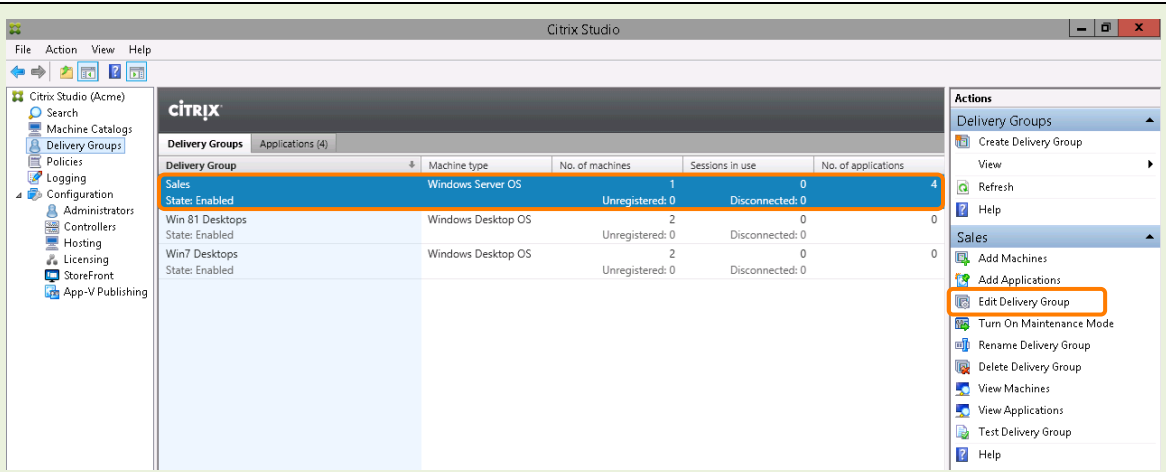 Citrix Studio
File Action View Help
Citrix Studio (Acme)
Search
Machine Catalogs
Delivery Groups
Policies
Logging
Configuration
Administrators
Controllers
Hosting
Licensing
StoreFront
App-V Publishing
CİTRIX
Delivery Groups Applications (4)
Delivery Group Machine type No. of machines Sessions in use No. of applications
Sales Windows Server OS 1 0 4
State: Enabled Unregistered: 0 Disconnected: 0
Win 81 Desktops Windows Desktop OS 2 0 0
State: Enabled Unregistered: 0 Disconnected: 0
Win7 Desktops Windows Desktop OS 2 0 0
State: Enabled Unregistered: 0 Disconnected: 0
Actions
Delivery Groups
Create Delivery Group
View
Refresh
Help
Sales
Add Machines
Add Applications
Edit Delivery Group
Turn On Maintenance Mode
Rename Delivery Group
Delete Delivery Group
View Machines
View Applications
Test Delivery Group
Help